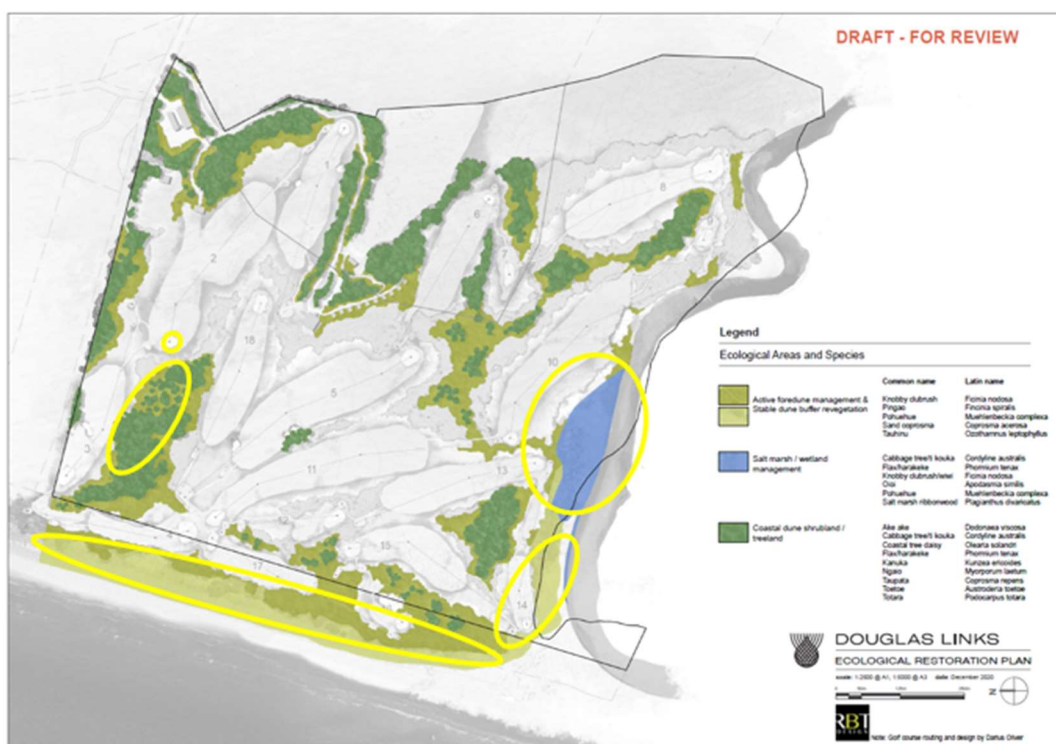 DRAFT - FOR REVIEW
1
2
3
5
6
7
8
10
11
13
14
15
17
18
Legend
Ecological Areas and Species
Common name Latin name
Active foredune management &
Stable dune buffer revegetation
Knobby clubrush Ficinia nodosa
Pingao Ficinia spiralis
Pohuehue Muehlenbeckia complexa
Sand coprosma Coprosma acerosa
Tauhinu Ozothamnus leptophyllus
Salt marsh / wetland
management
Cabbage tree/ti kouka Cordyline australis
Flax/harakeke Phormium tenax
Knobby clubrush/wiwi Ficinia nodosa
Oioi Apodasmia similis
Pohuehue Muehlenbeckia complexa
Salt marsh ribbonwood Plagianthus divaricatus
Coastal dune shrubland /
treeland
Ake ake Dodonaea viscosa
Cabbage tree/ti kouka Cordyline australis
Coastal tree daisy Olearia solandri
Flax/harakeke Phormium tenax
Kanuka Kunzea ericoides
Ngaio Myoporum laetum
Taupata Coprosma repens
Toetoe Austroderia toetoe
Totara Podocarpus totara
DOUGLAS LINKS
ECOLOGICAL RESTORATION PLAN
date: December 2020
N
RBT
DESIGN
Note: Golf course routing and design by Darius Oliver